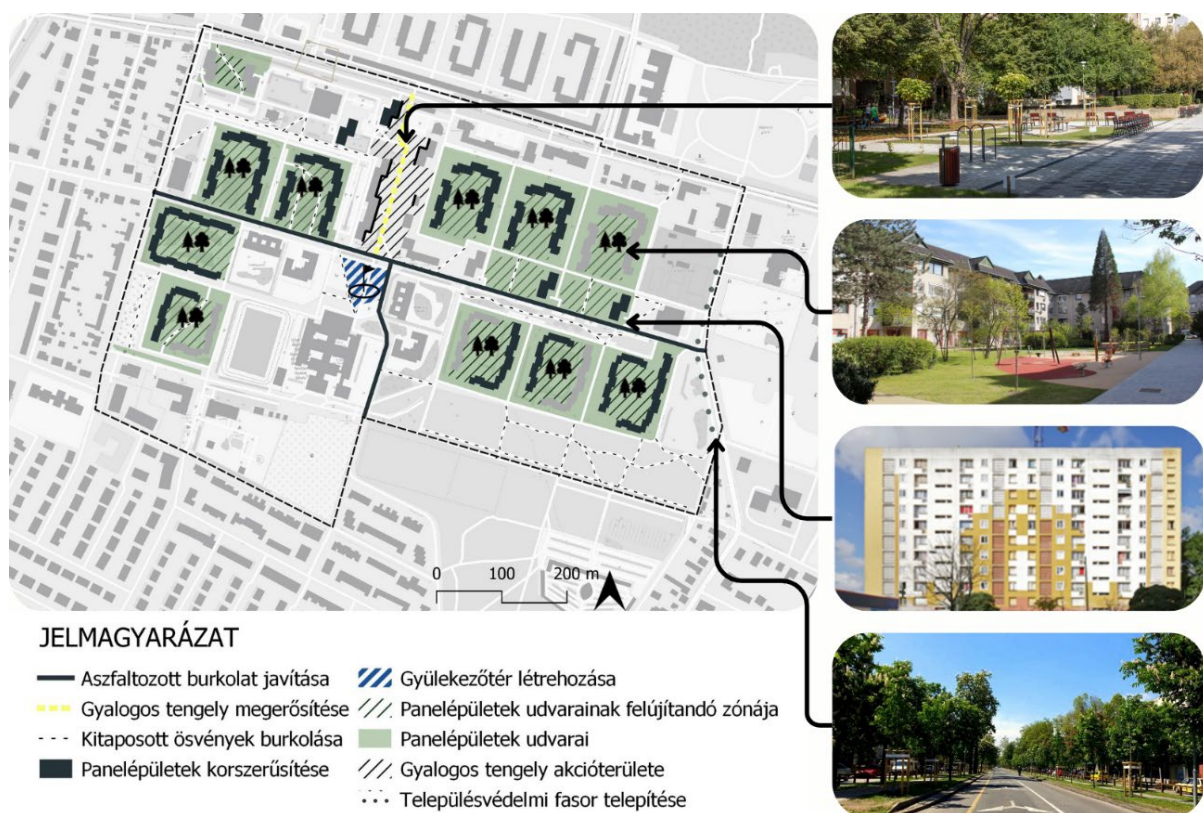 0 100 200 m
JELMAGYARÁZAT
Aszfaltozott burkolat javítása
Gyalogos tengely megerősítése
Kitaposott ösvények burkolása
Panelépületek korszerűsítése
Gyülekezőtér létrehozása
Panelépületek udvarainak felújítandó zónája
Panelépületek udvarai
Gyalogos tengely akcióterülete
Településvédelmi fasor telepítése